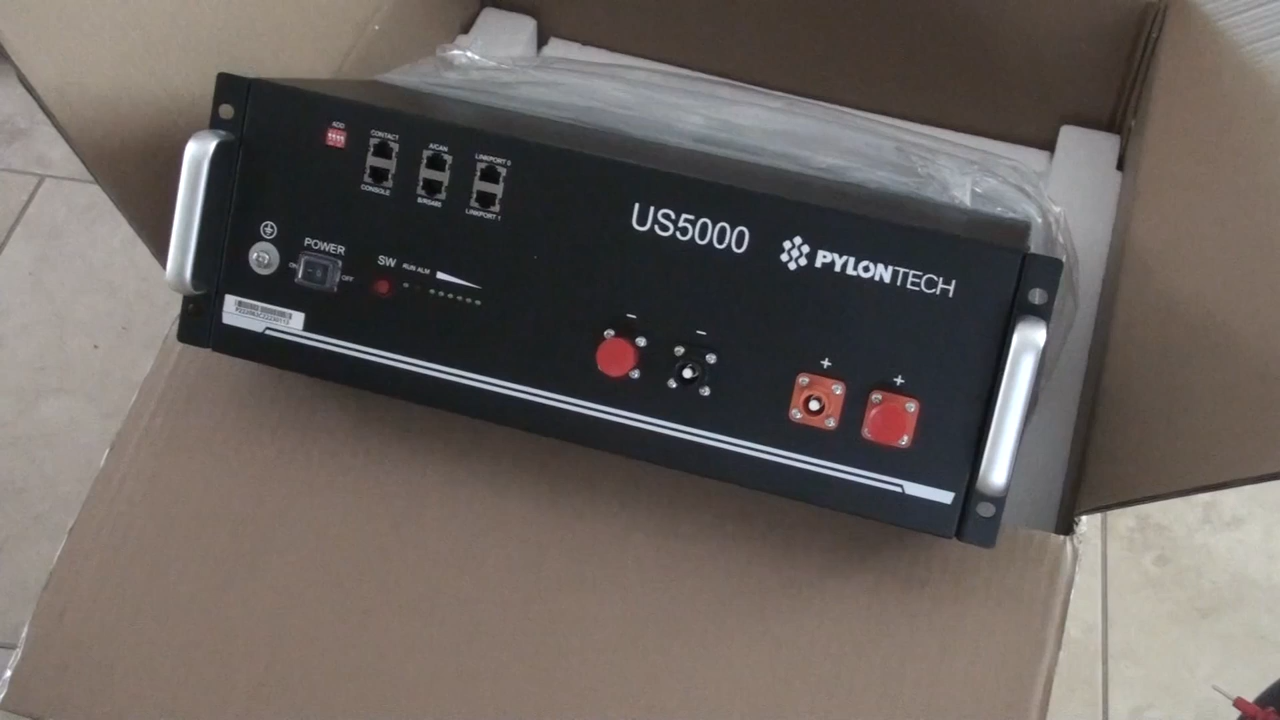 ADD
CONTACT
CONSOLE
A/CAN
B/RS485
LINKPORT 0
LINKPORT 1
US5000
PYLONTECH
POWER
ON
OFF
SW
RUN ALM
−
−
+
+